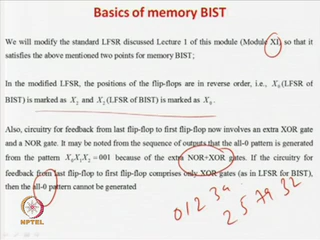 Basics of memory BIST
We will modify the standard LFSR discussed Lecture 1 of this module (Module XI), so that it
satisfies the above mentioned two points for memory BIST;
In the modified LFSR, the positions of the flip-flops are in reverse order, i.e., X₀ (LFSR of
BIST) is marked as X₂ and X₂ (LFSR of BIST) is marked as X₀.
Also, circuitry for feedback from last flip-flop to first flip-flop now involves an extra XOR gate
and a NOR gate. It may be noted from the sequence of outputs that the all-0 pattern is generated
from the pattern X₀X₁X₂ = 001 because of the extra NOR+XOR gates. If the circuitry for
feedback from last flip-flop to first flip-flop comprises only XOR gates (as in LFSR for BIST),
then the all-0 pattern cannot be generated
0 1 2 3
2 5 7 9 3 2
NPTEL